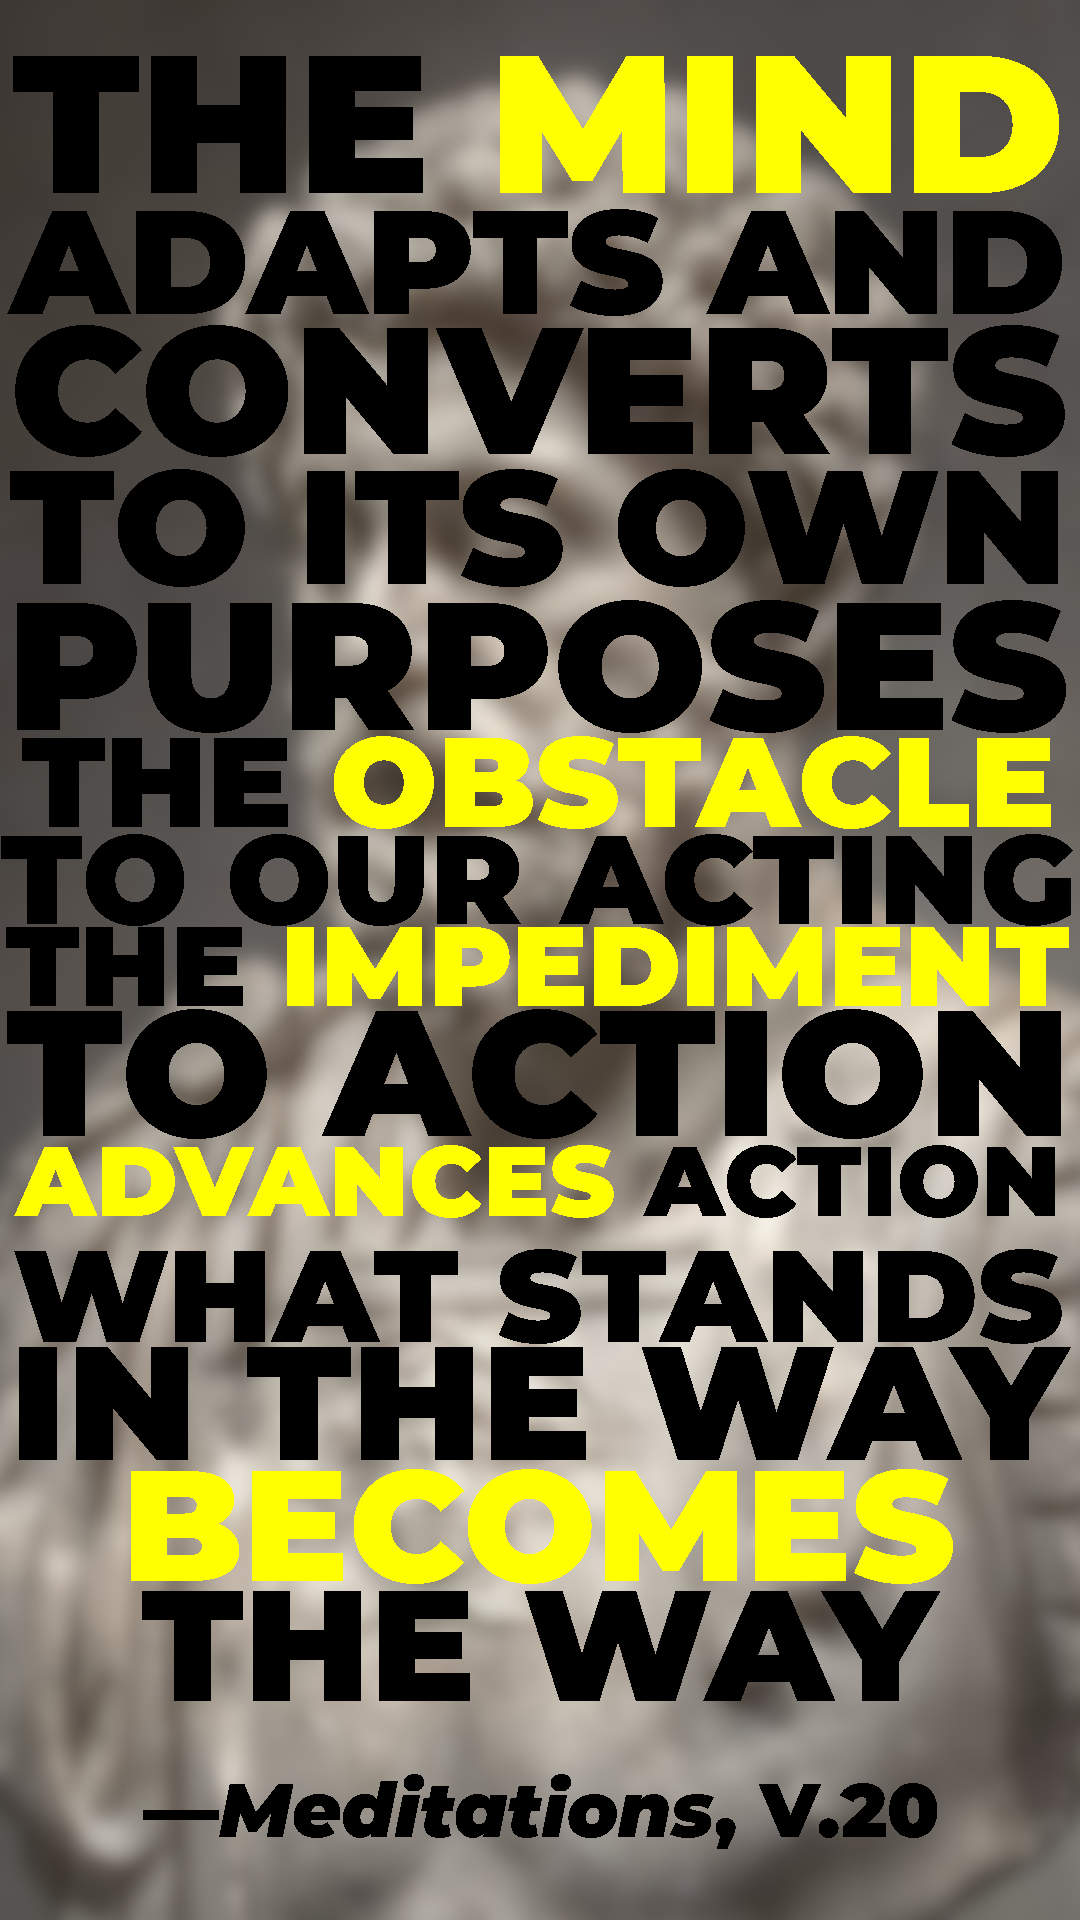 THE MIND
ADAPTS AND
CONVERTS
TO ITS OWN
PURPOSES
THE OBSTACLE
TO OUR ACTING
THE IMPEDIMENT
TO ACTION
ADVANCES ACTION
WHAT STANDS
IN THE WAY
BECOMES
THE WAY
—Meditations, V.20